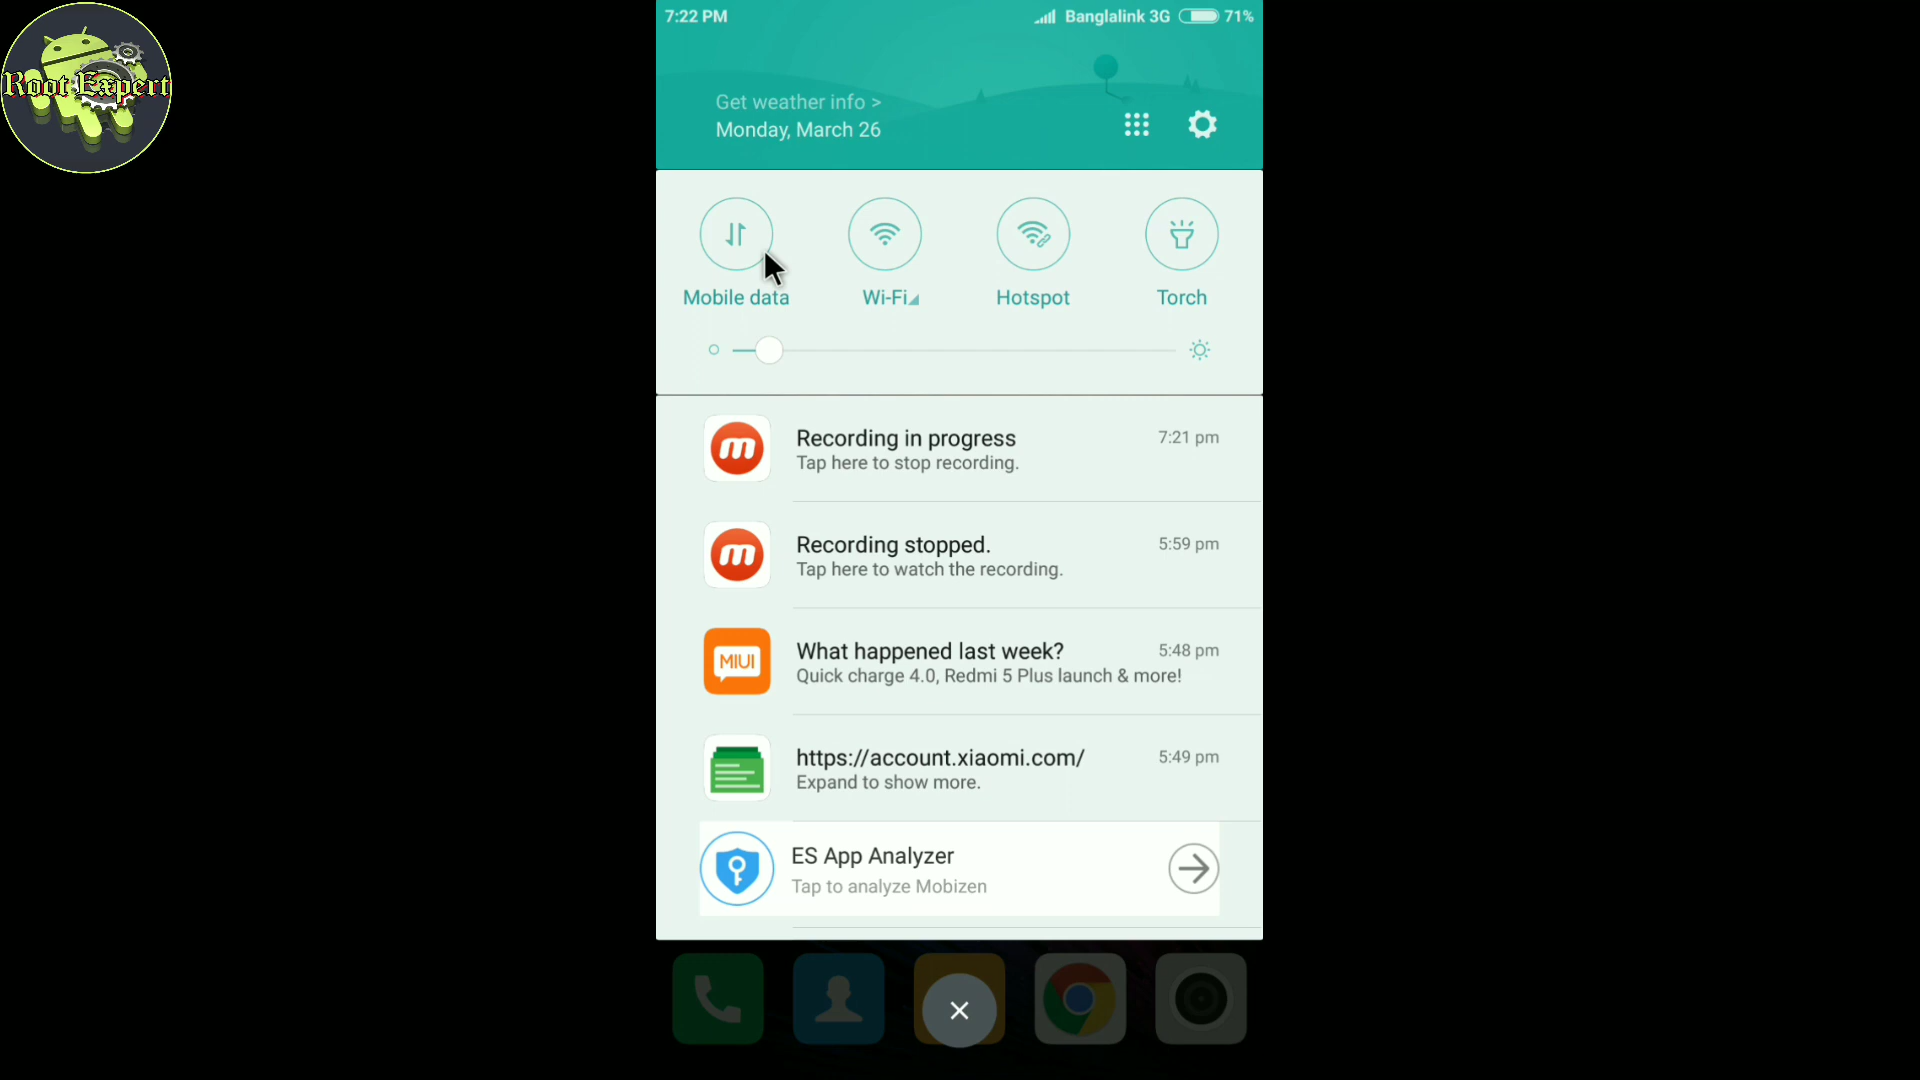 7:22 PM
Banglalink 3G
71%
Root Expert
Get weather info >
Monday, March 26
Mobile data
Wi-Fi
Hotspot
Torch
Recording in progress
7:21 pm
Tap here to stop recording.
Recording stopped.
5:59 pm
Tap here to watch the recording.
MIUI
What happened last week?
5:48 pm
Quick charge 4.0, Redmi 5 Plus launch & more!
https://account.xiaomi.com/
5:49 pm
Expand to show more.
ES App Analyzer
Tap to analyze Mobizen